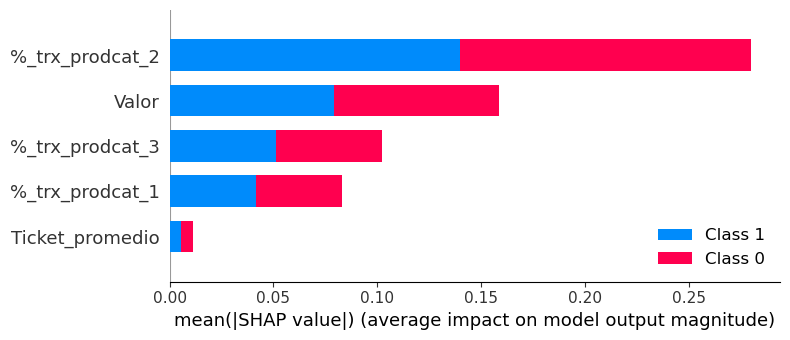 %_trx_prodcat_2
Valor
%_trx_prodcat_3
%_trx_prodcat_1
Ticket_promedio
Class 1
Class 0
0.00 0.05 0.10 0.15 0.20 0.25
mean(|SHAP value|) (average impact on model output magnitude)